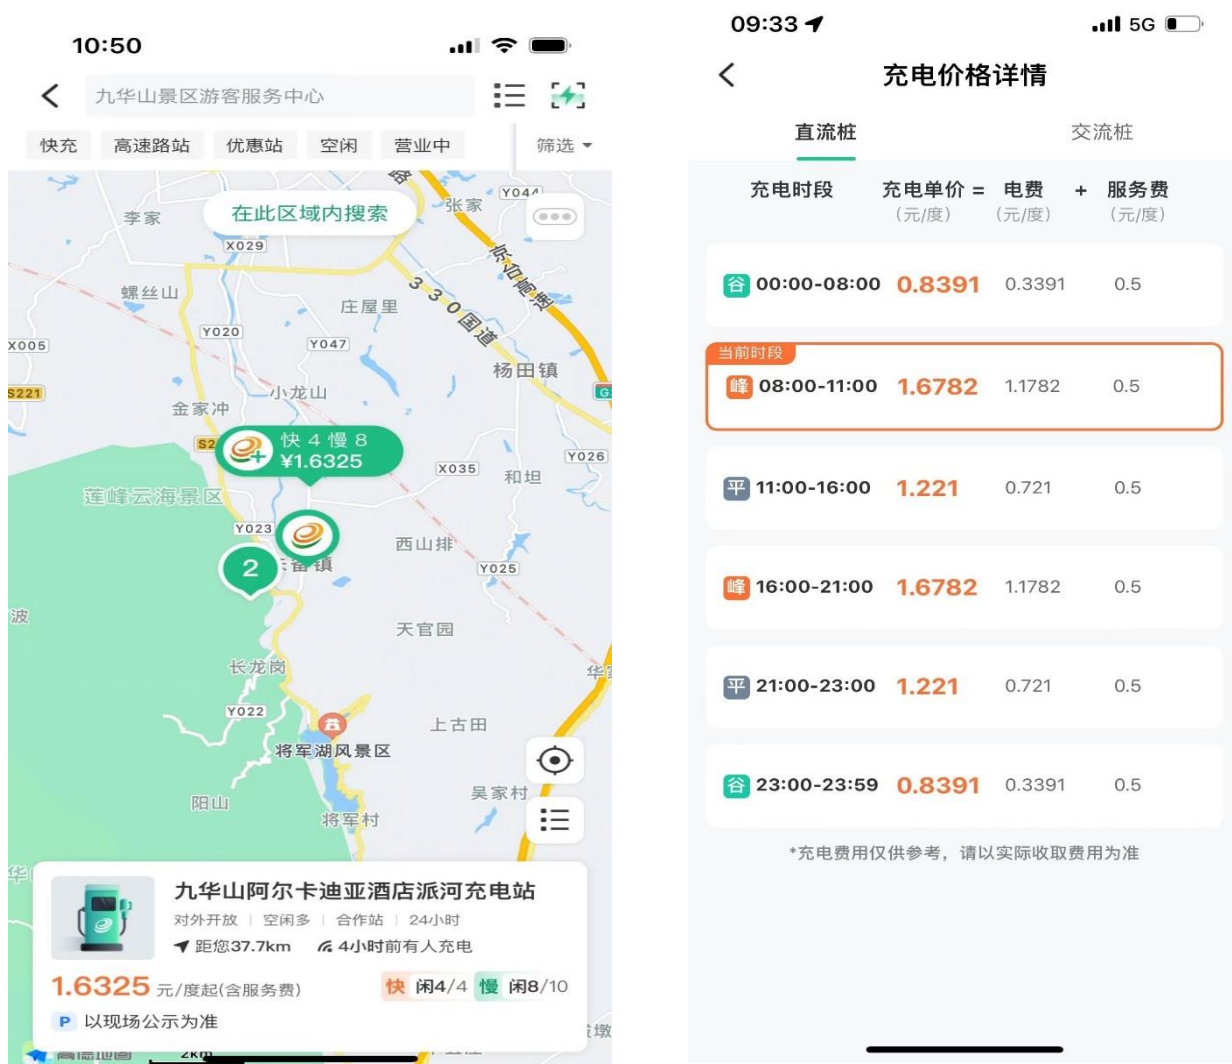 10:50
九华山景区游客服务中心
快充 高速路站 优惠站 空闲 营业中 筛选
路
Y044
李家
在此区域内搜索
张家
X029
京台高速
螺丝山
330国道
庄屋里
Y020
X005
Y047
杨田镇
S221
小龙山
金家冲
快4慢8
¥1.6325
Y026
X035
和坦
莲峰云海景区
Y023
西山排
2
镇
Y025
波
天官园
长龙岗
Y022
上古田
将军湖风景区
吴家村
阳山
将军村
九华山阿尔卡迪亚酒店派河充电站
对外开放 | 空闲多 | 合作站 | 24小时
距您37.7km 4小时前有人充电
1.6325 元/度起(含服务费) 快 闲4/4 慢 闲8/10
P 以现场公示为准
高德地图 2km
09:33 5G
充电价格详情
直流桩 交流桩
充电时段 充电单价 = 电费 + 服务费
（元/度） （元/度） （元/度）
谷 00:00-08:00 0.8391 0.3391 0.5
当前时段
峰 08:00-11:00 1.6782 1.1782 0.5
平 11:00-16:00 1.221 0.721 0.5
峰 16:00-21:00 1.6782 1.1782 0.5
平 21:00-23:00 1.221 0.721 0.5
谷 23:00-23:59 0.8391 0.3391 0.5
*充电费用仅供参考，请以实际收取费用为准